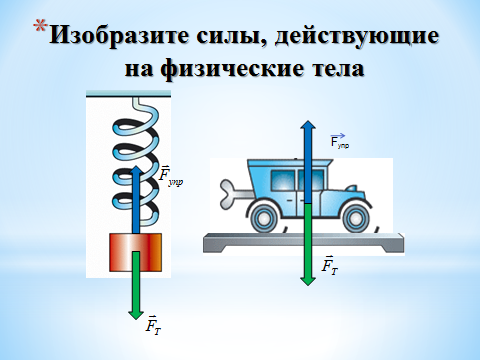 *Изобразите силы, действующие
на физические тела
F упр
F упр
F T
F T